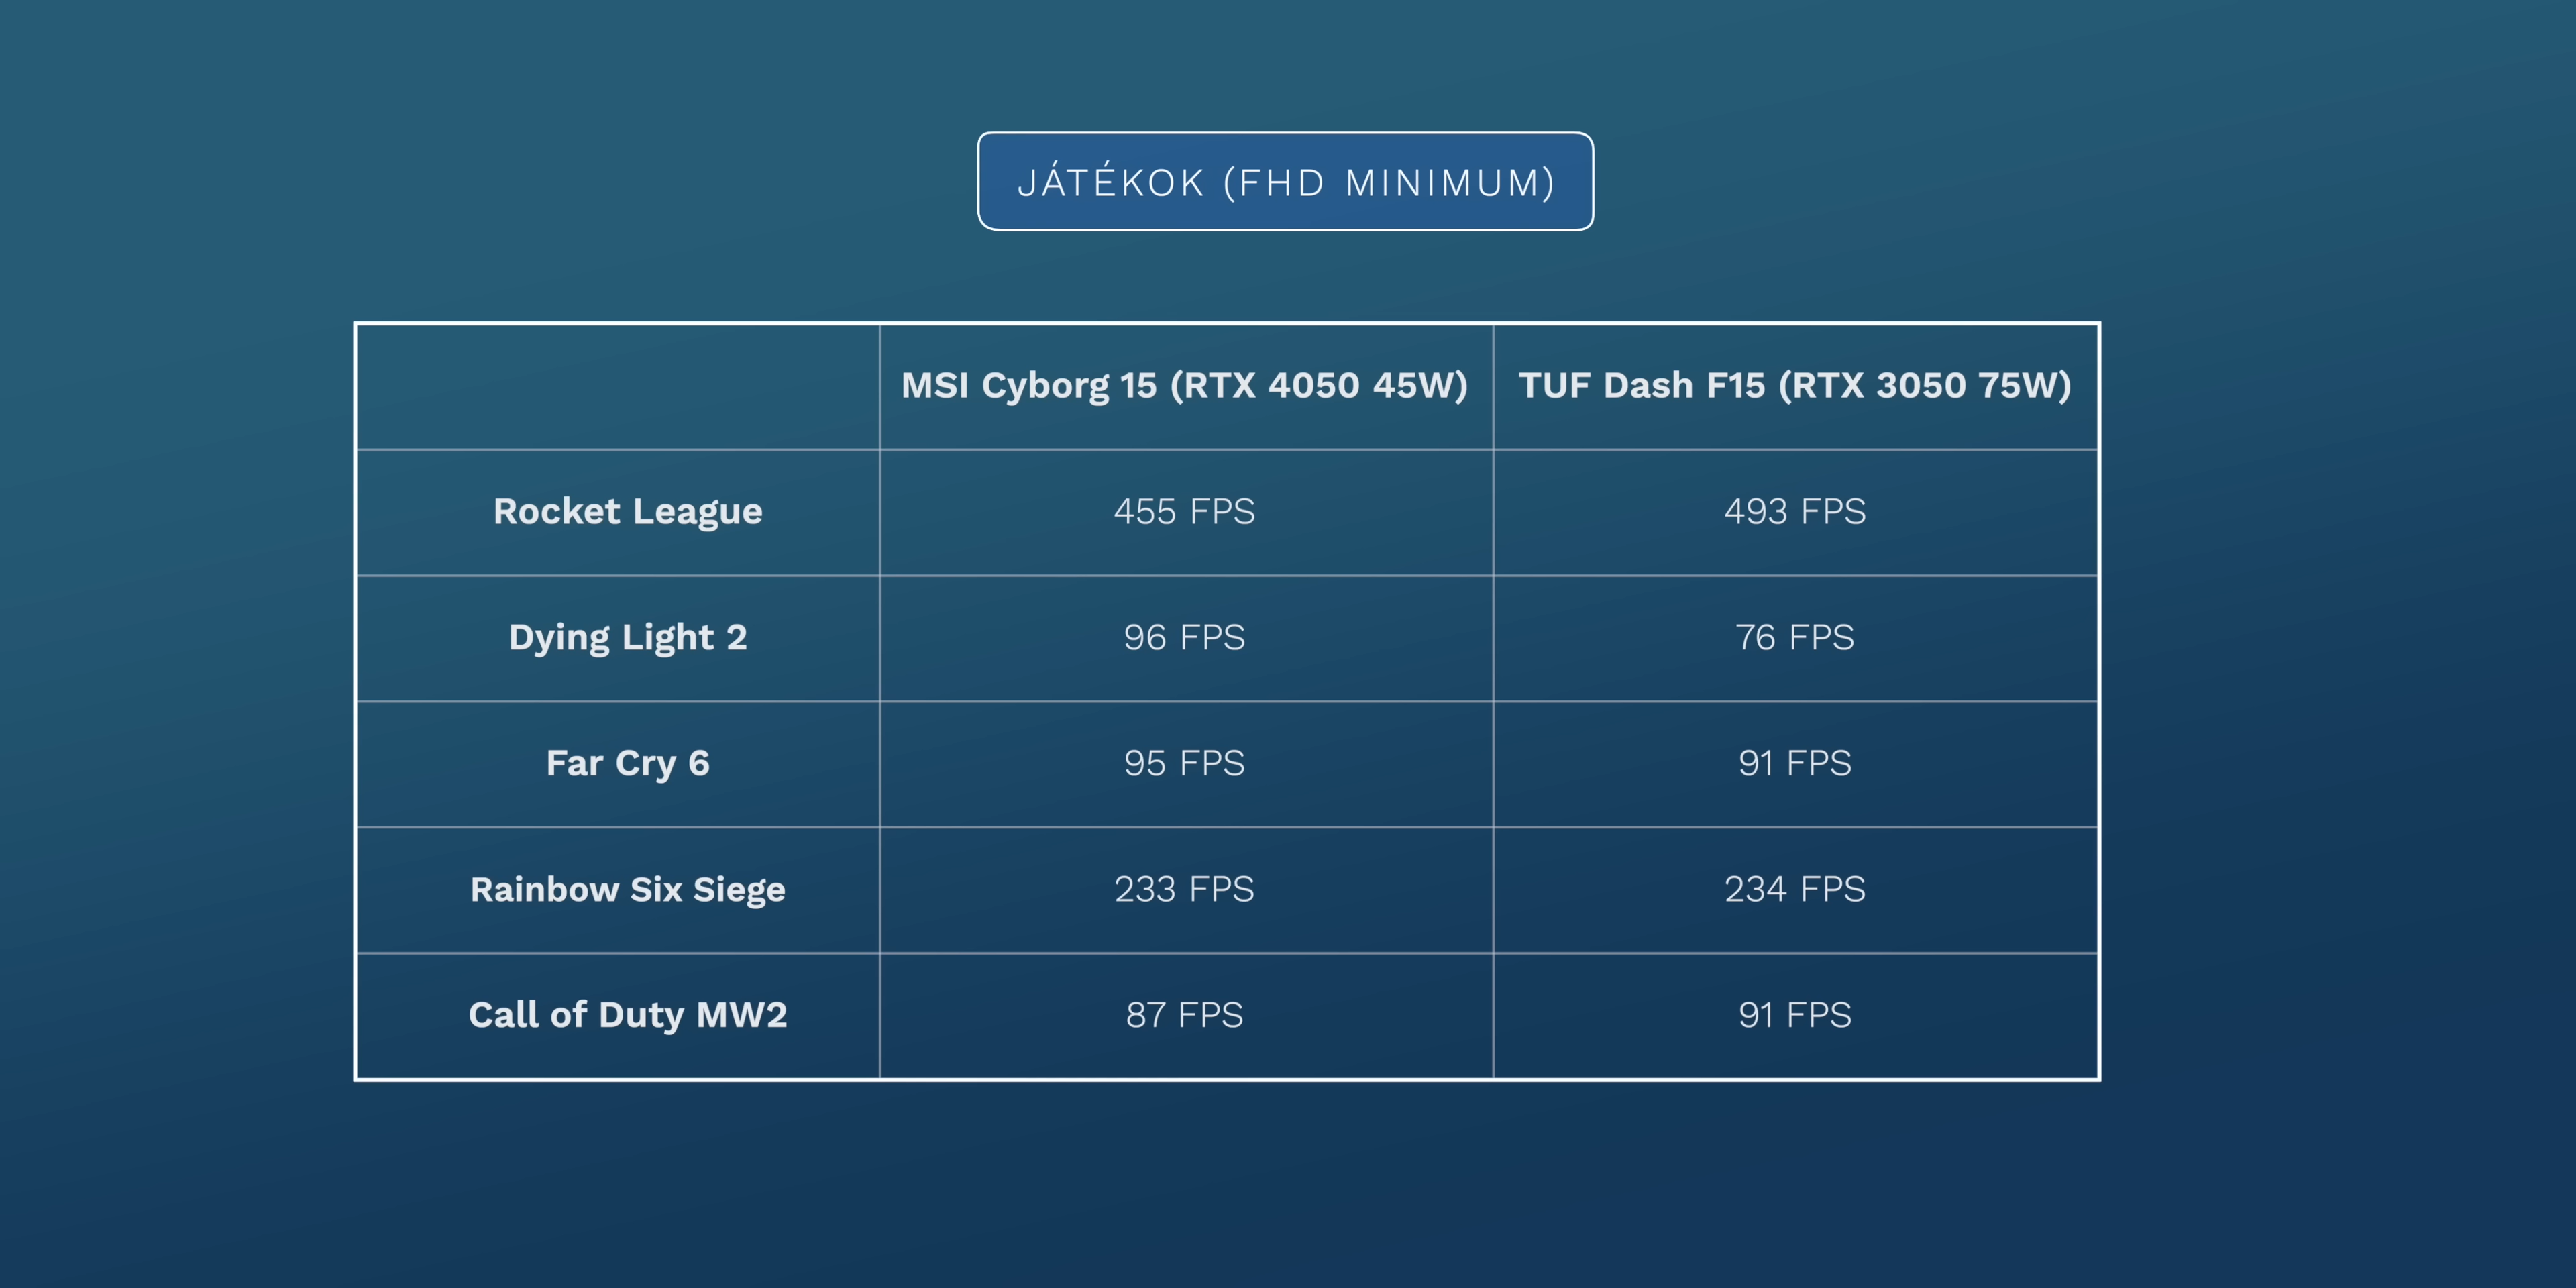 JÁTÉKOK (FHD MINIMUM)
MSI Cyborg 15 (RTX 4050 45W) TUF Dash F15 (RTX 3050 75W)
Rocket League 455 FPS 493 FPS
Dying Light 2 96 FPS 76 FPS
Far Cry 6 95 FPS 91 FPS
Rainbow Six Siege 233 FPS 234 FPS
Call of Duty MW2 87 FPS 91 FPS